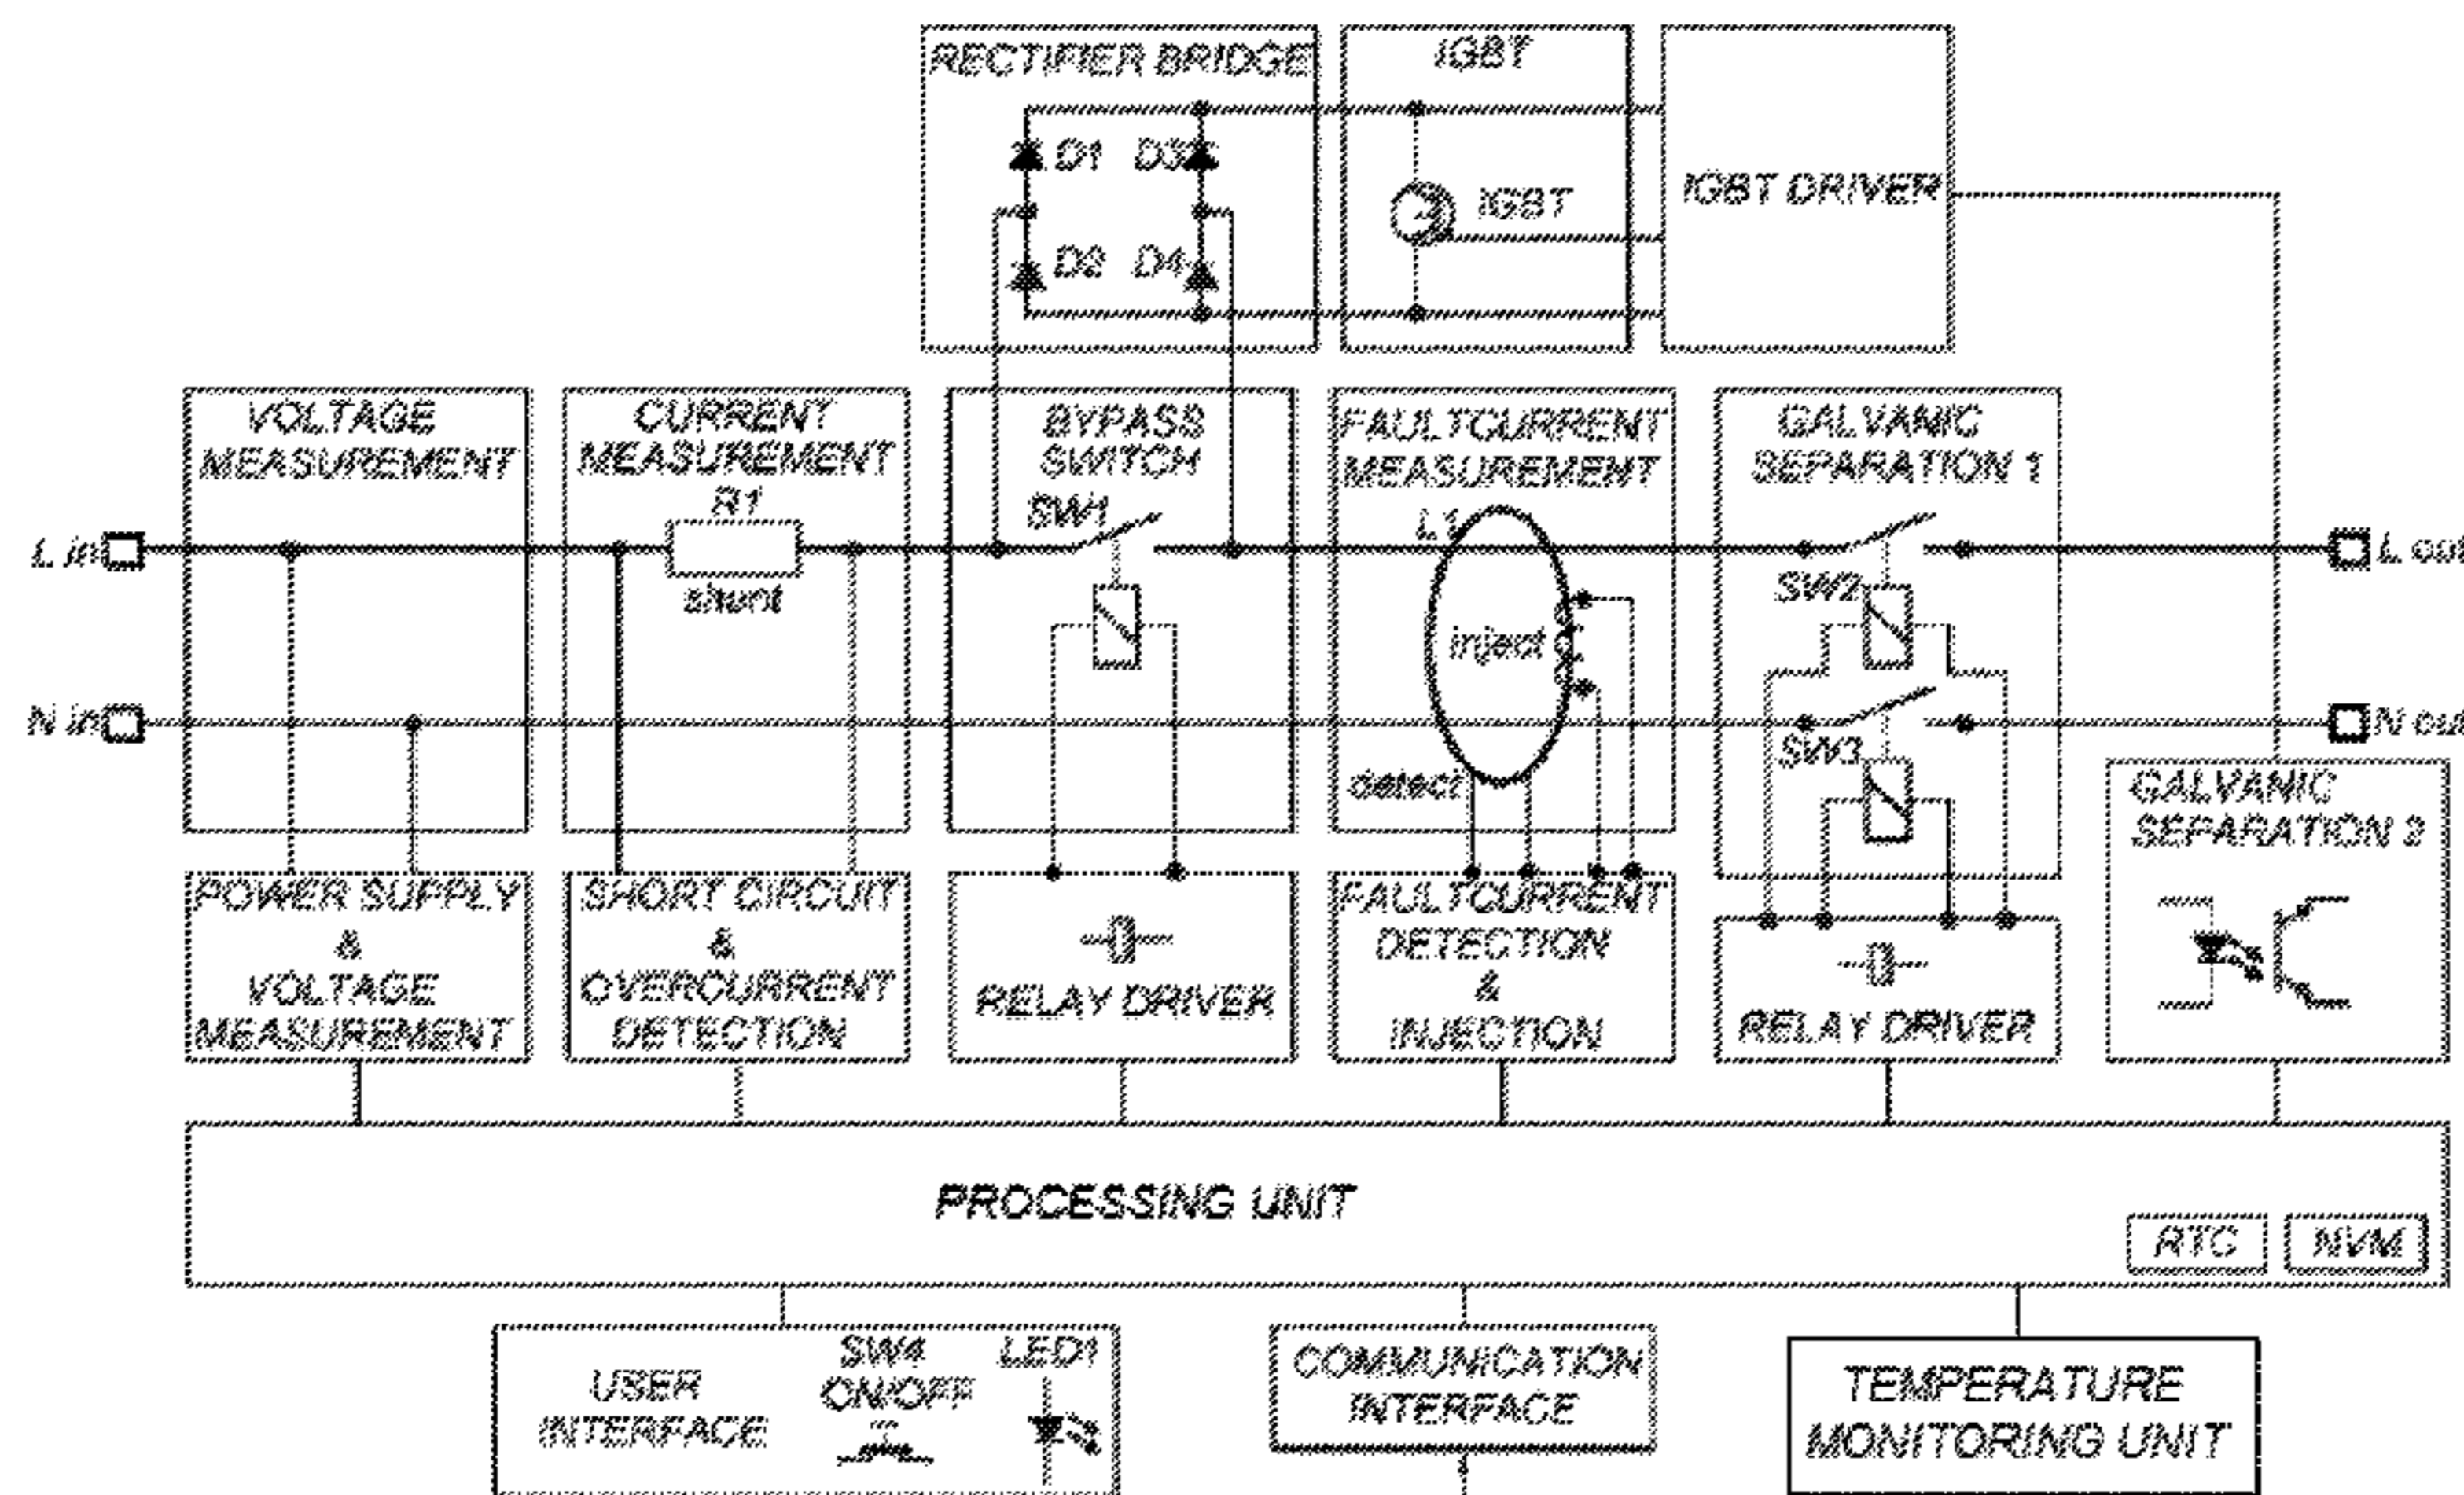 RECTIFIER BRIDGE
D1
D3
D2
D4
IGBT
IGBT
IGBT DRIVER
VOLTAGE
MEASUREMENT
CURRENT
MEASUREMENT
R1
shunt
BYPASS
SWITCH
SW1
FAULTCURRENT
MEASUREMENT
L1
inject
detect
GALVANIC
SEPARATION 1
SW2
SW3
L in
N in
L out
N out
GALVANIC
SEPARATION 2
POWER SUPPLY
&
VOLTAGE
MEASUREMENT
SHORT CIRCUIT
&
OVERCURRENT
DETECTION
RELAY DRIVER
FAULTCURRENT
DETECTION
&
INJECTION
RELAY DRIVER
PROCESSING UNIT
RTC
NVM
USER
INTERFACE
SW4
ON/OFF
LED1
COMMUNICATION
INTERFACE
TEMPERATURE
MONITORING UNIT